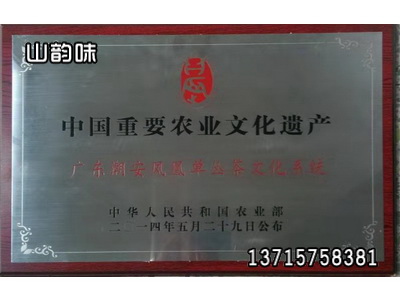 山韵味
中国重要农业文化遗产
广东潮安凤凰单丛茶文化系统
中华人民共和国农业部
二〇一四年五月二十九日公布
13715758381